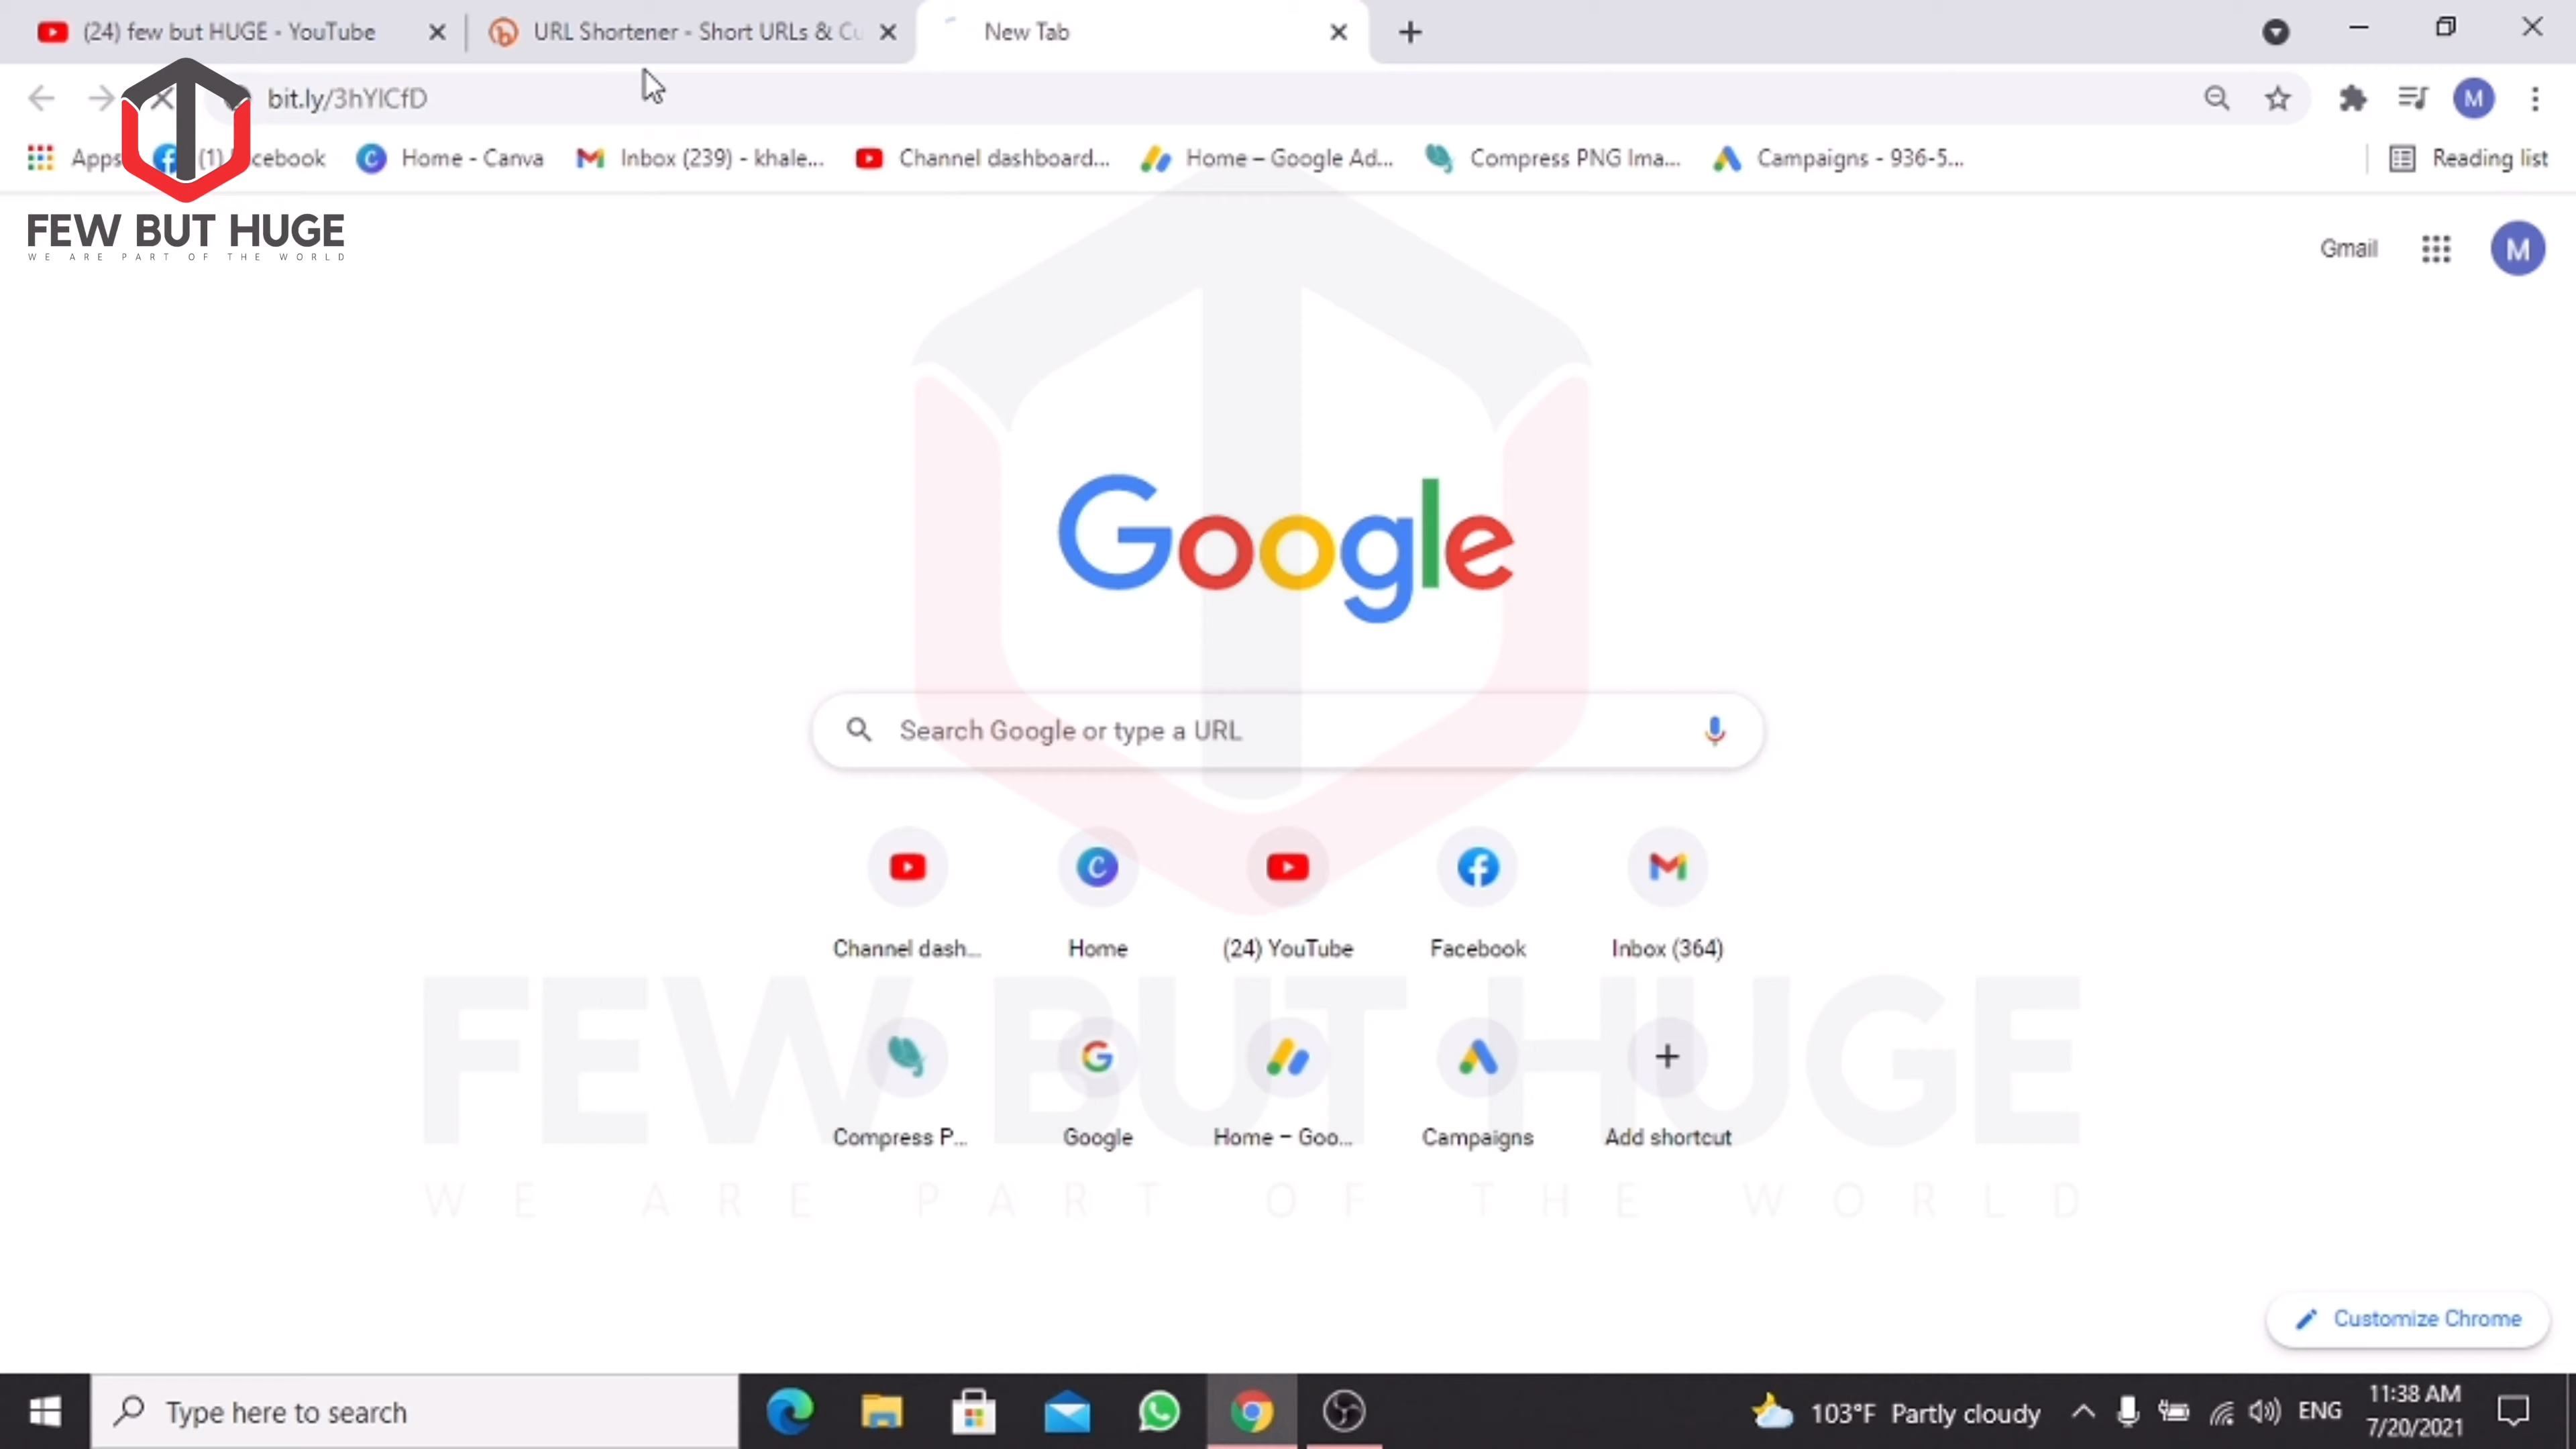 (24) few but HUGE - YouTube
URL Shortener - Short URLs & Cu
New Tab
bit.ly/3hYlCfD
Apps
(1) Facebook
Home - Canva
Inbox (239) - khale...
Channel dashboard...
Home – Google Ad...
Compress PNG Ima...
Campaigns - 936-5...
Reading list
FEW BUT HUGE
WE ARE PART OF THE WORLD
Gmail
M
Google
Search Google or type a URL
Channel dash...
Home
(24) YouTube
Facebook
Inbox (364)
Compress P...
Google
Home – Goo...
Campaigns
Add shortcut
FEW BUT HUGE
WE ARE PART OF THE WORLD
Customize Chrome
Type here to search
103°F Partly cloudy
ENG
11:38 AM
7/20/2021